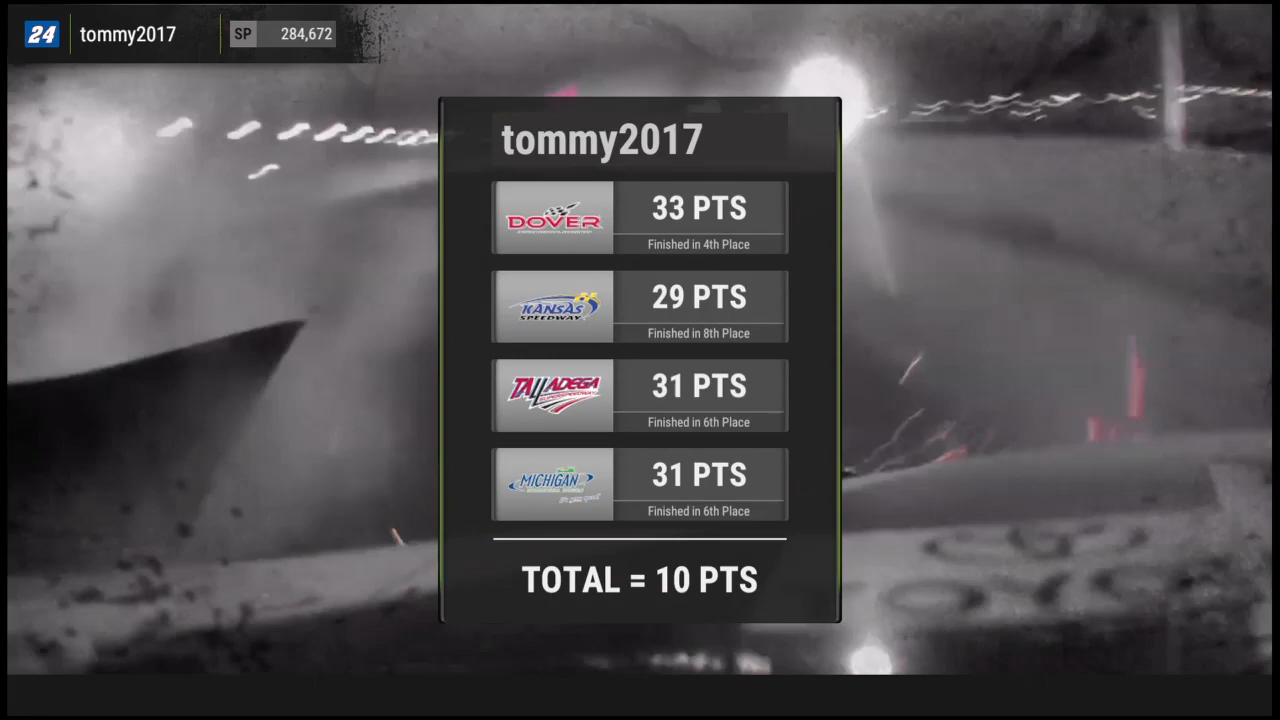 24 tommy2017 SP 284,672
tommy2017
DOVER
33 PTS
Finished in 4th Place
KANSAS
SPEEDWAY
29 PTS
Finished in 8th Place
TALLADEGA
SUPERSPEEDWAY
31 PTS
Finished in 6th Place
MICHIGAN
31 PTS
Finished in 6th Place
TOTAL = 10 PTS